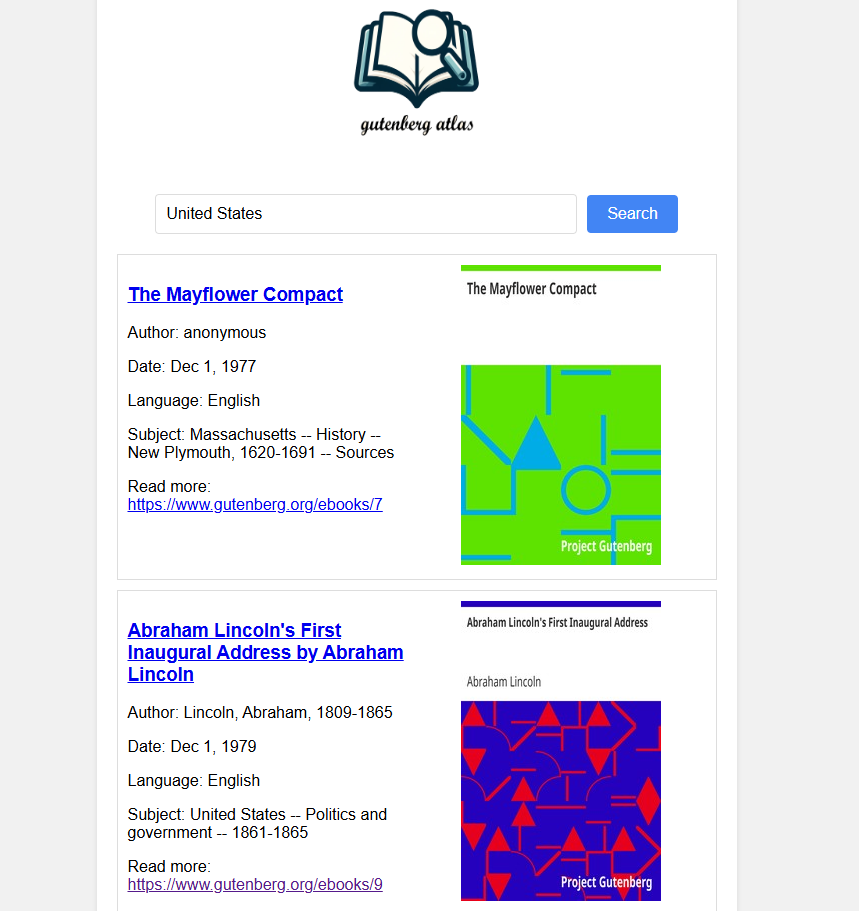 gutenberg atlas
United States
Search
The Mayflower Compact
Author: anonymous
Date: Dec 1, 1977
Language: English
Subject: Massachusetts -- History --
New Plymouth, 1620-1691 -- Sources
Read more:
https://www.gutenberg.org/ebooks/7
The Mayflower Compact
Project Gutenberg
Abraham Lincoln's First
Inaugural Address by Abraham
Lincoln
Author: Lincoln, Abraham, 1809-1865
Date: Dec 1, 1979
Language: English
Subject: United States -- Politics and
government -- 1861-1865
Read more:
https://www.gutenberg.org/ebooks/9
Abraham Lincoln's First Inaugural Address
Abraham Lincoln
Project Gutenberg